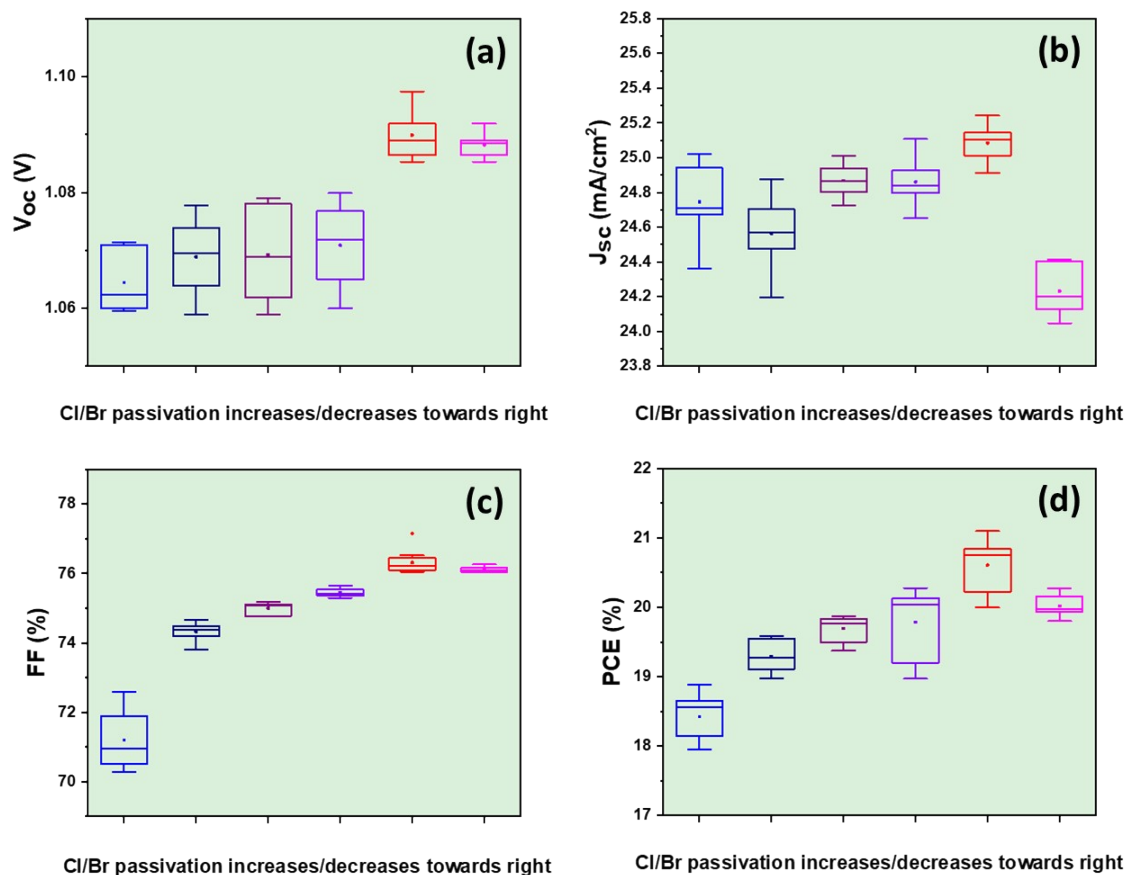 (a)
1.10
1.08
1.06
VOC (V)
Cl/Br passivation increases/decreases towards right
(b)
25.8
25.6
25.4
25.2
25.0
24.8
24.6
24.4
24.2
24.0
23.8
JSC (mA/cm²)
Cl/Br passivation increases/decreases towards right
(c)
78
76
74
72
70
FF (%)
Cl/Br passivation increases/decreases towards right
(d)
22
21
20
19
18
17
PCE (%)
Cl/Br passivation increases/decreases towards right